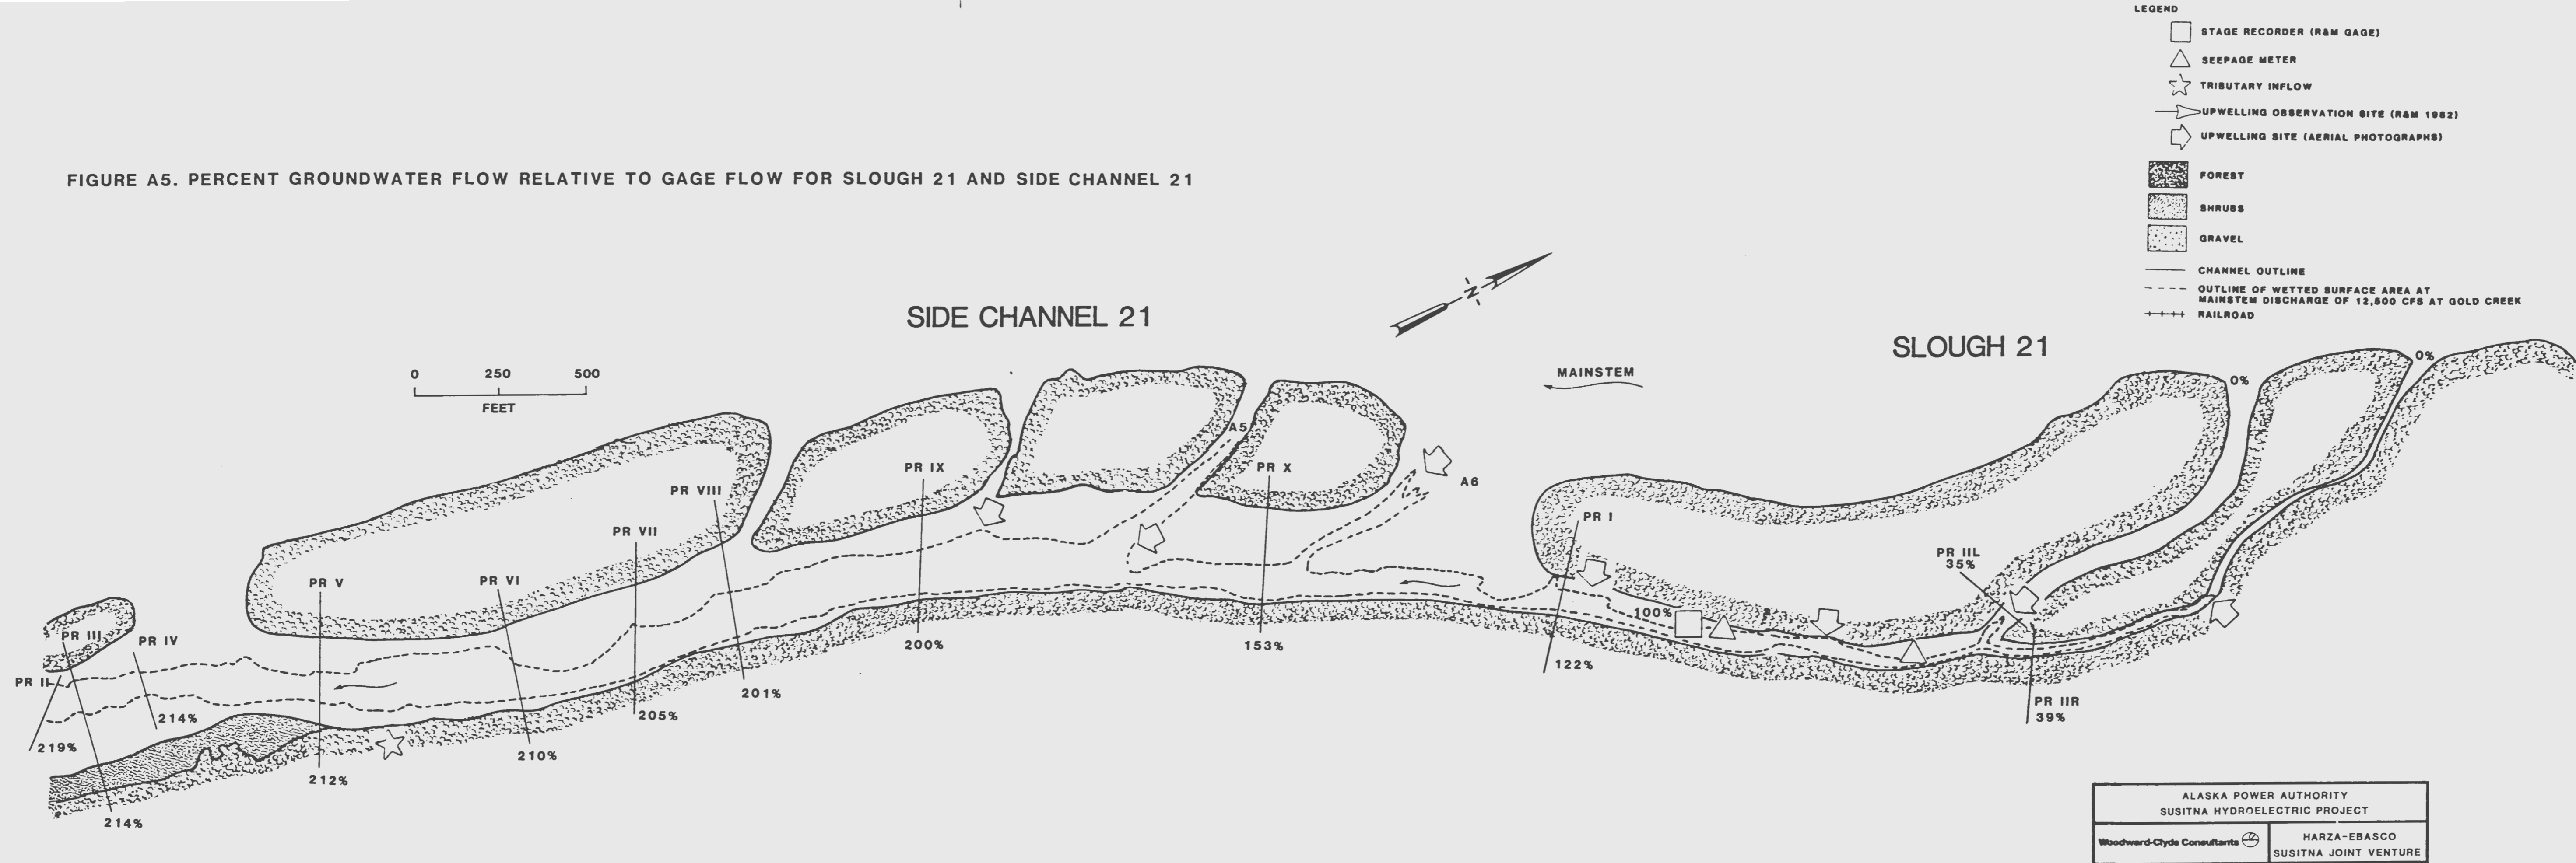 LEGEND
STAGE RECORDER (R&M GAGE)
SEEPAGE METER
TRIBUTARY INFLOW
UPWELLING OBSERVATION SITE (R&M 1982)
UPWELLING SITE (AERIAL PHOTOGRAPHS)
FOREST
SHRUBS
GRAVEL
CHANNEL OUTLINE
OUTLINE OF WETTED SURFACE AREA AT
MAINSTEM DISCHARGE OF 12,500 CFS AT GOLD CREEK
RAILROAD
FIGURE A5. PERCENT GROUNDWATER FLOW RELATIVE TO GAGE FLOW FOR SLOUGH 21 AND SIDE CHANNEL 21
N
SIDE CHANNEL 21
SLOUGH 21
0 250 500
FEET
MAINSTEM
0%
0%
A5
PR IX
PR X
A6
PR VIII
PR VII
PR I
PR IIL
35%
PR V
PR VI
100%
PR III
PR IV
PR II
200%
153%
122%
201%
PR IIR
39%
205%
214%
219%
210%
212%
214%
ALASKA POWER AUTHORITY
SUSITNA HYDROELECTRIC PROJECT
Woodward-Clyde Consultants
HARZA-EBASCO
SUSITNA JOINT VENTURE